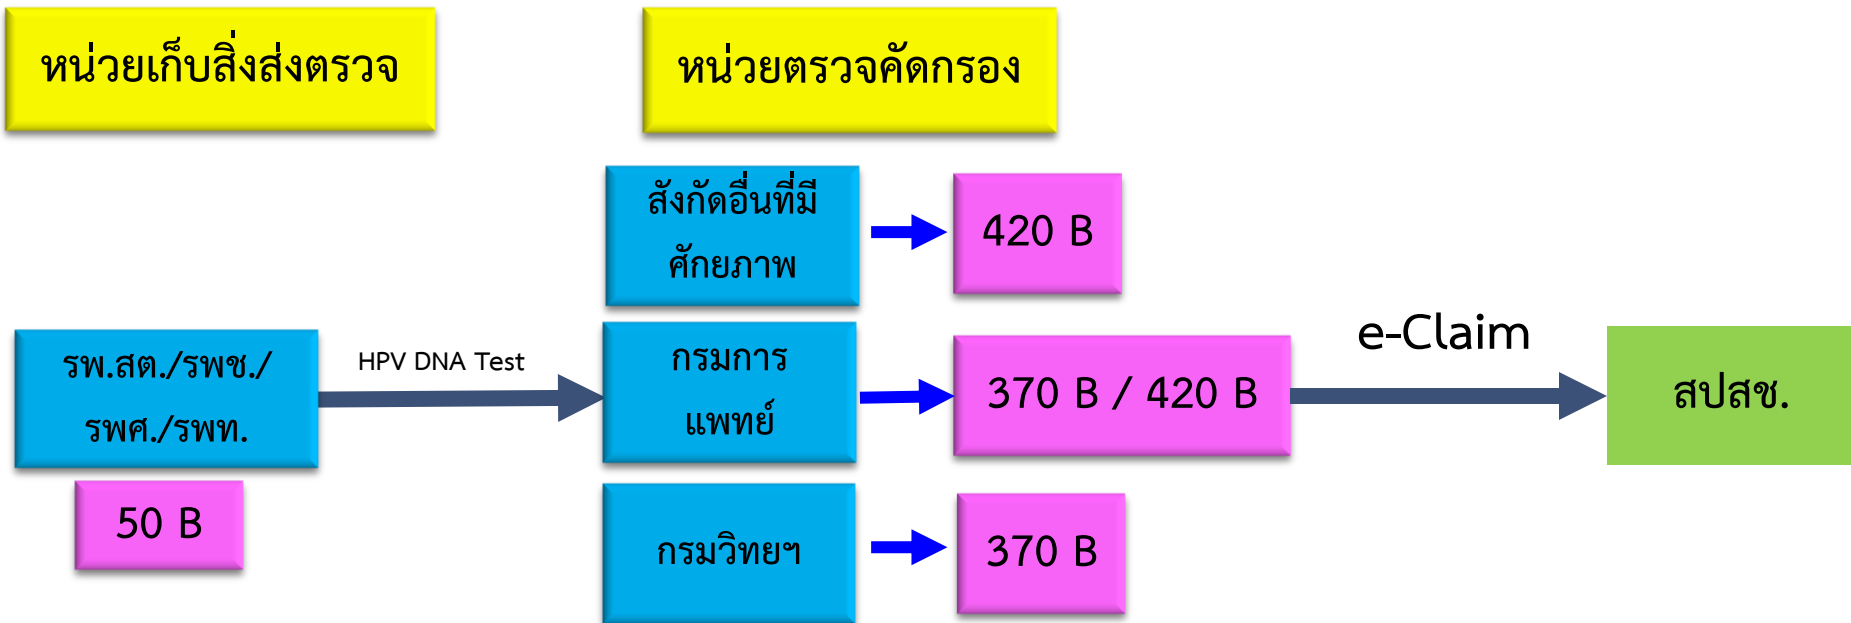 หน่วยเก็บสิ่งส่งตรวจ
หน่วยตรวจคัดกรอง
สังกัดอื่นที่มี
ศักยภาพ
420 B
รพ.สต./รพช./
รพศ./รพท.
50 B
HPV DNA Test
กรมการ
แพทย์
370 B / 420 B
e-Claim
สปสช.
กรมวิทยฯ
370 B